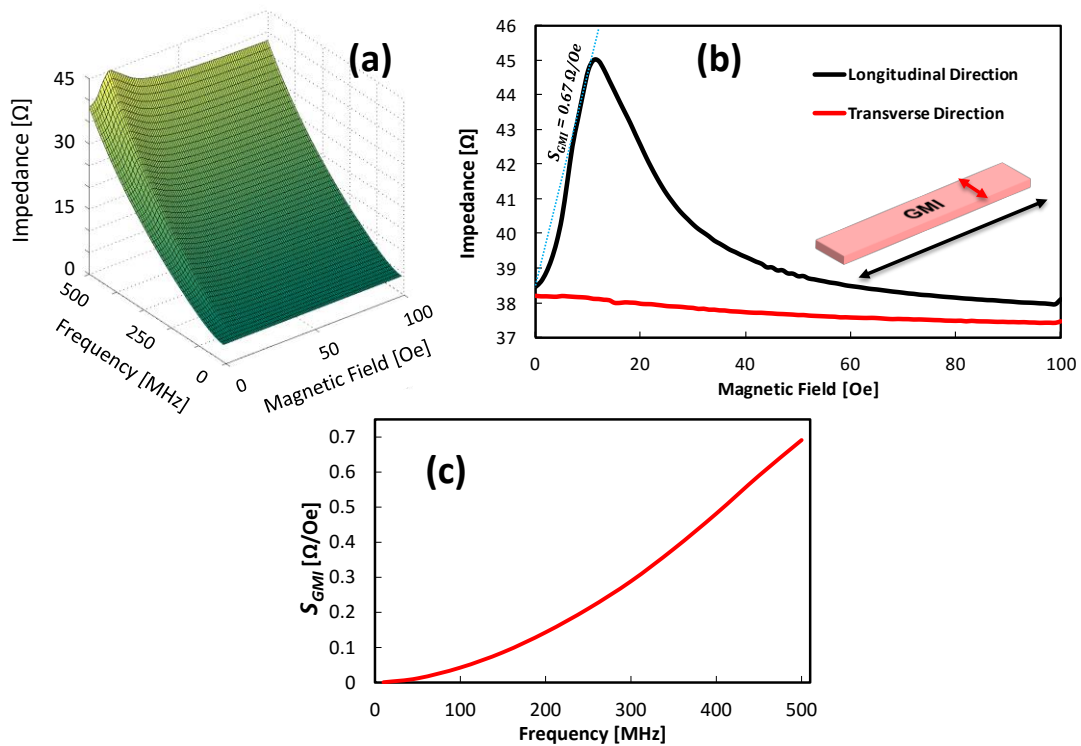 (a)
Impedance [Ω]
45
30
15
0
500
250
0
Frequency [MHz]
0
50
100
Magnetic Field [Oe]
(b)
Impedance [Ω]
46
45
44
43
42
41
40
39
38
37
0
20
40
60
80
100
Magnetic Field [Oe]
S_GMI = 0.67 Ω/Oe
Longitudinal Direction
Transverse Direction
GMI
(c)
S_GMI [Ω/Oe]
0.7
0.6
0.5
0.4
0.3
0.2
0.1
0
0
100
200
300
400
500
Frequency [MHz]